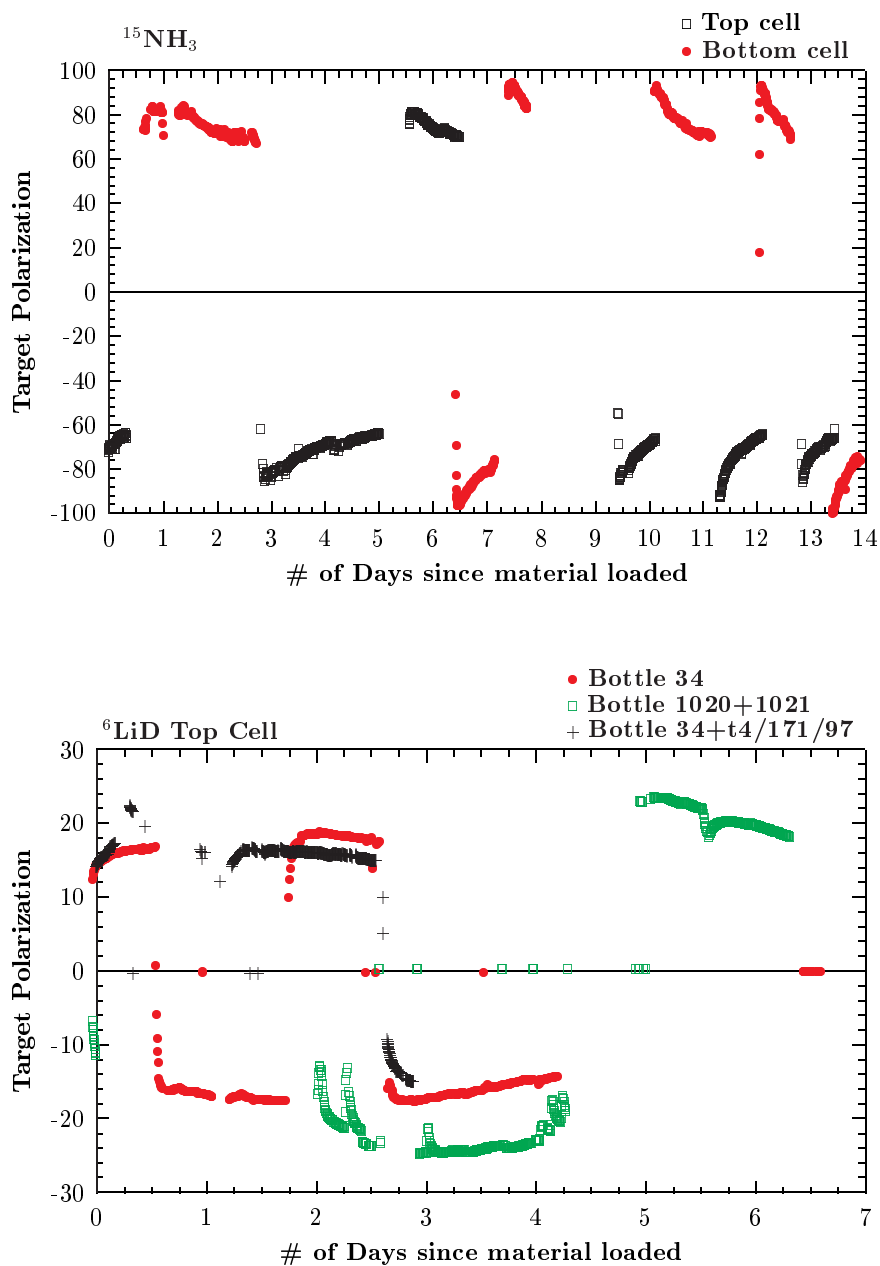 ¹⁵NH₃
Top cell
Bottom cell
100
80
60
40
20
0
-20
-40
-60
-80
-100
Target Polarization
0 1 2 3 4 5 6 7 8 9 10 11 12 13 14
# of Days since material loaded
Bottle 34
Bottle 1020+1021
Bottle 34+t4/171/97
⁶LiD Top Cell
30
20
10
0
-10
-20
-30
Target Polarization
0 1 2 3 4 5 6 7
# of Days since material loaded